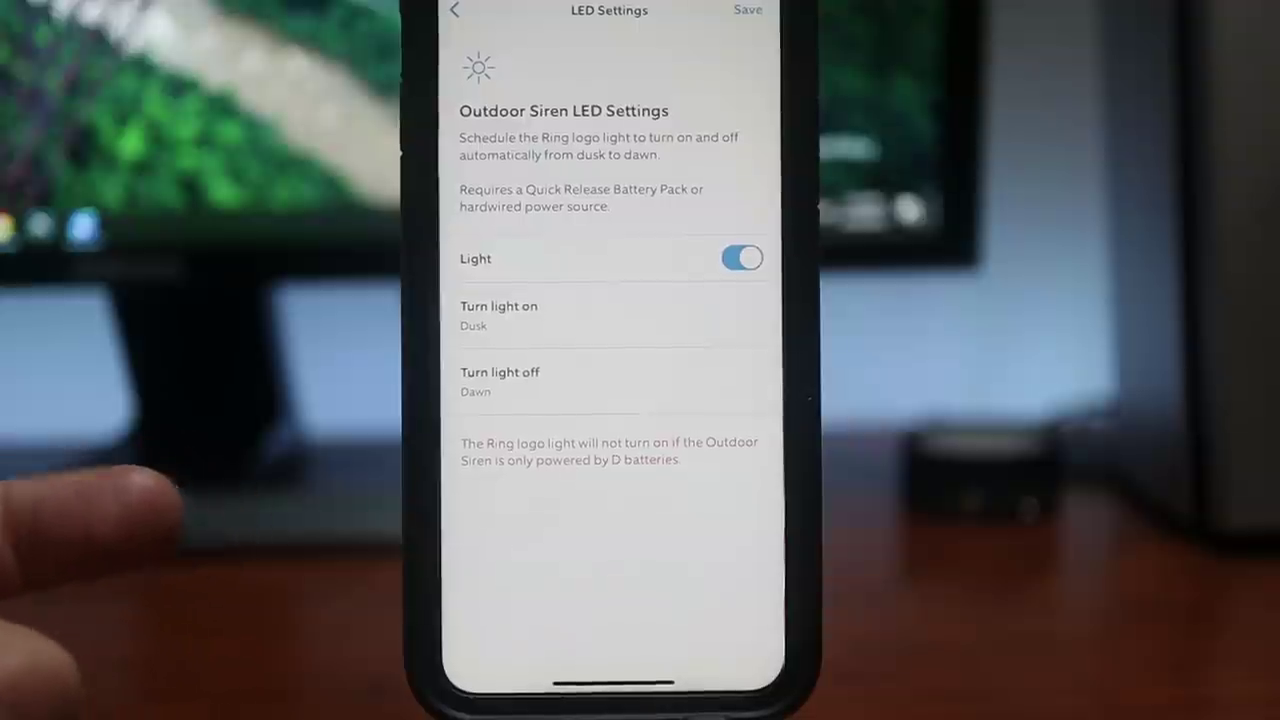 LED Settings
Save
Outdoor Siren LED Settings
Schedule the Ring logo light to turn on and off
automatically from dusk to dawn.
Requires a Quick Release Battery Pack or
hardwired power source.
Light
Turn light on
Dusk
Turn light off
Dawn
The Ring logo light will not turn on if the Outdoor
Siren is only powered by D batteries.